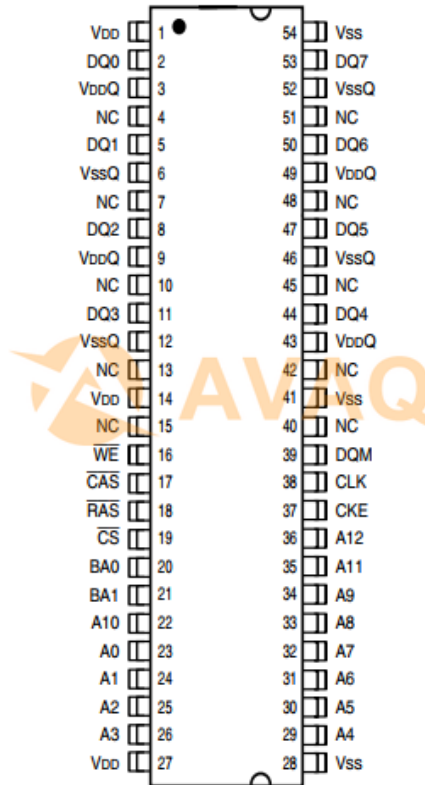 VDD 1 54 Vss
DQ0 2 53 DQ7
VDDQ 3 52 VssQ
NC 4 51 NC
DQ1 5 50 DQ6
VssQ 6 49 VDDQ
NC 7 48 NC
DQ2 8 47 DQ5
VDDQ 9 46 VssQ
NC 10 45 NC
DQ3 11 44 DQ4
VssQ 12 43 VDDQ
NC 13 42 NC
VDD 14 41 Vss
NC 15 40 NC
W̅E̅ 16 39 DQM
C̅A̅S̅ 17 38 CLK
R̅A̅S̅ 18 37 CKE
C̅S̅ 19 36 A12
BA0 20 35 A11
BA1 21 34 A9
A10 22 33 A8
A0 23 32 A7
A1 24 31 A6
A2 25 30 A5
A3 26 29 A4
VDD 27 28 Vss
AVAQ